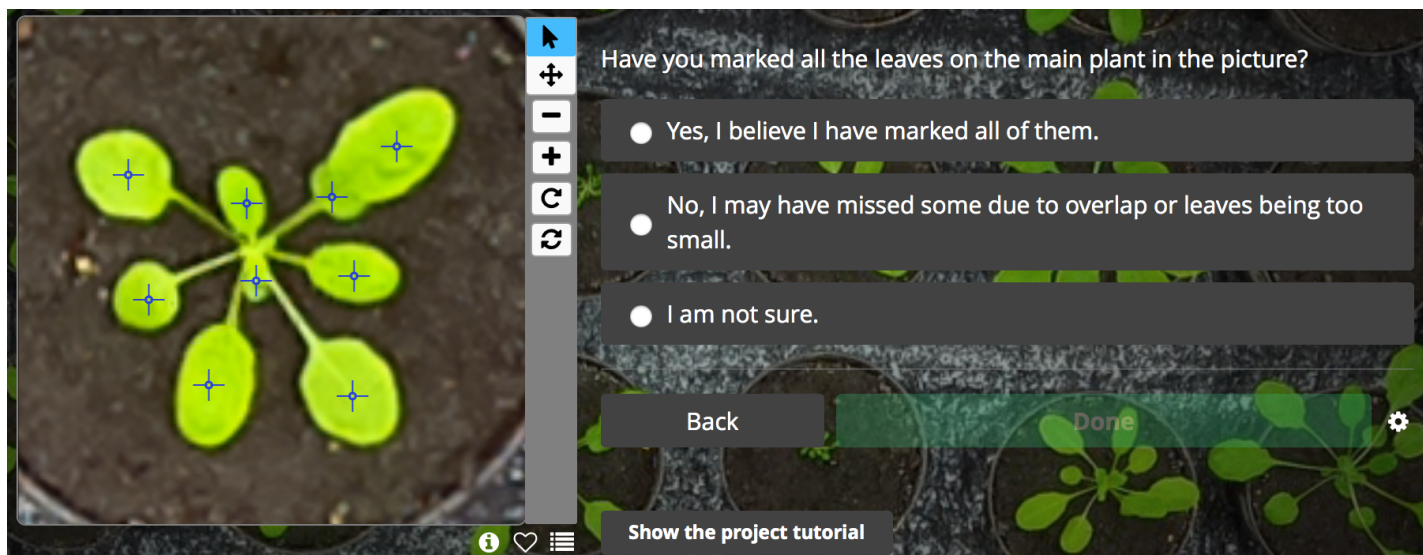 Have you marked all the leaves on the main plant in the picture?
Yes, I believe I have marked all of them.
No, I may have missed some due to overlap or leaves being too
small.
I am not sure.
Back
Done
Show the project tutorial